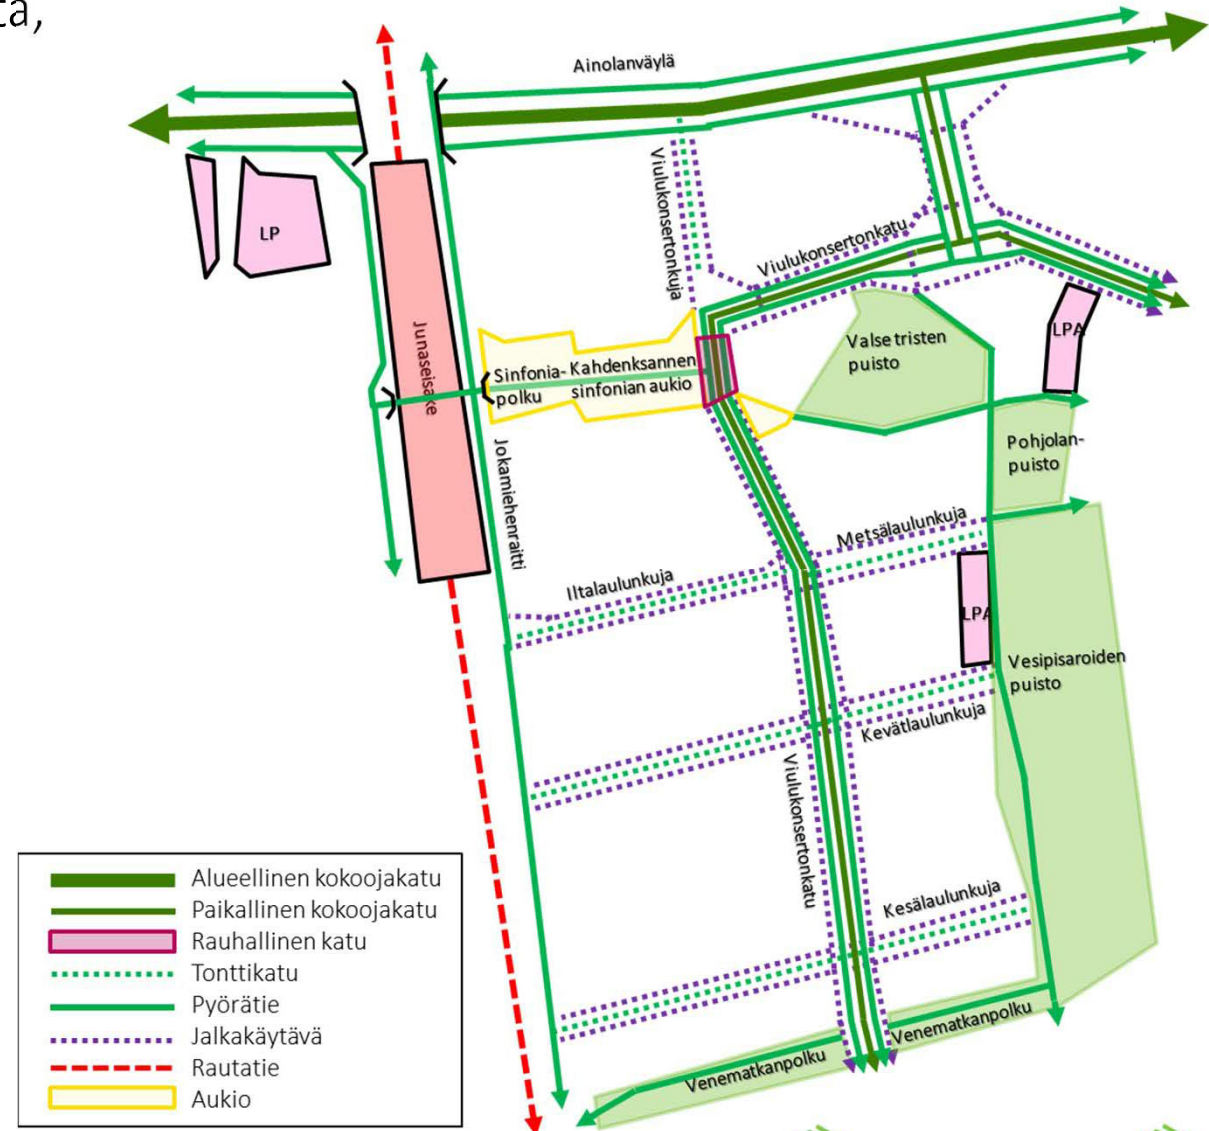 ta,
Ainolanväylä
Viulukonsertonkuja
LP
Viulukonsertonkatu
LPA
Junaseisake
Valse tristen
puisto
Sinfonia-
polku
Kahdenksannen
sinfonian aukio
Pohjolan-
puisto
Jokamiehenraitti
Metsälaulunkuja
Iltalaulunkuja
LPA
Vesipisaroiden
puisto
Kevätlaulunkuja
Viulukonsertonkatu
Kesälaulunkuja
Venematkanpolku
Venematkanpolku
Alueellinen kokoojakatu
Paikallinen kokoojakatu
Rauhallinen katu
Tonttikatu
Pyörätie
Jalkakäytävä
Rautatie
Aukio